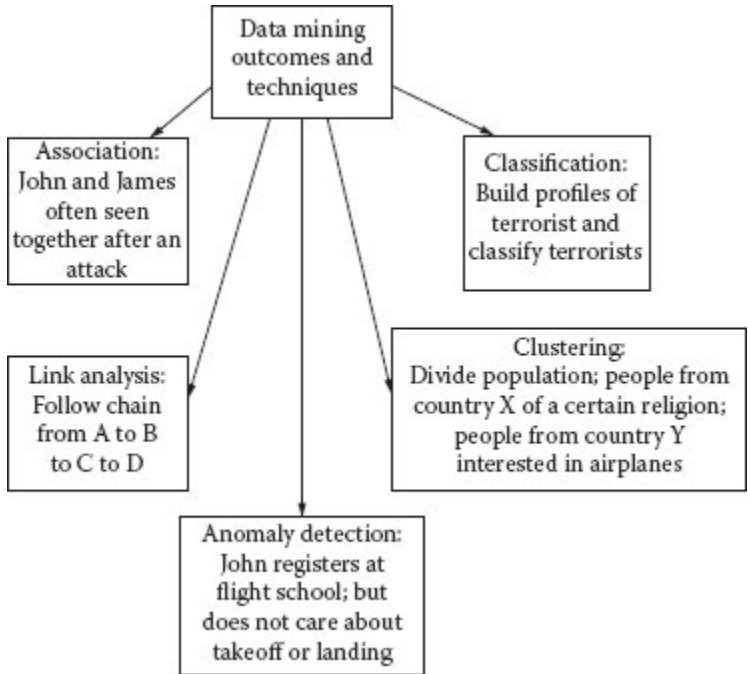 Data mining
outcomes and
techniques
Association:
John and James
often seen
together after an
attack
Classification:
Build profiles of
terrorist and
classify terrorists
Link analysis:
Follow chain
from A to B
to C to D
Clustering:
Divide population; people from
country X of a certain religion;
people from country Y
interested in airplanes
Anomaly detection:
John registers at
flight school; but
does not care about
takeoff or landing